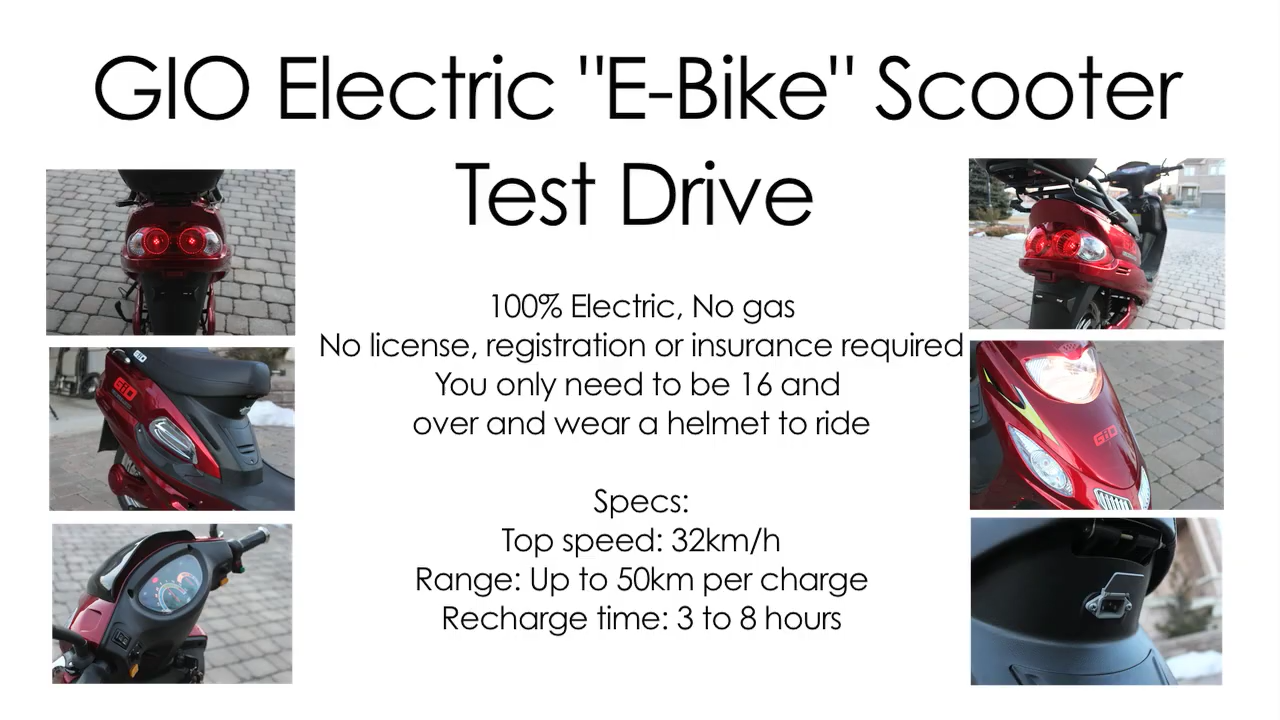 GIO Electric "E-Bike" Scooter
Test Drive
100% Electric, No gas
No license, registration or insurance required
You only need to be 16 and
over and wear a helmet to ride
Specs:
Top speed: 32km/h
Range: Up to 50km per charge
Recharge time: 3 to 8 hours
GiO
GiO
GiO